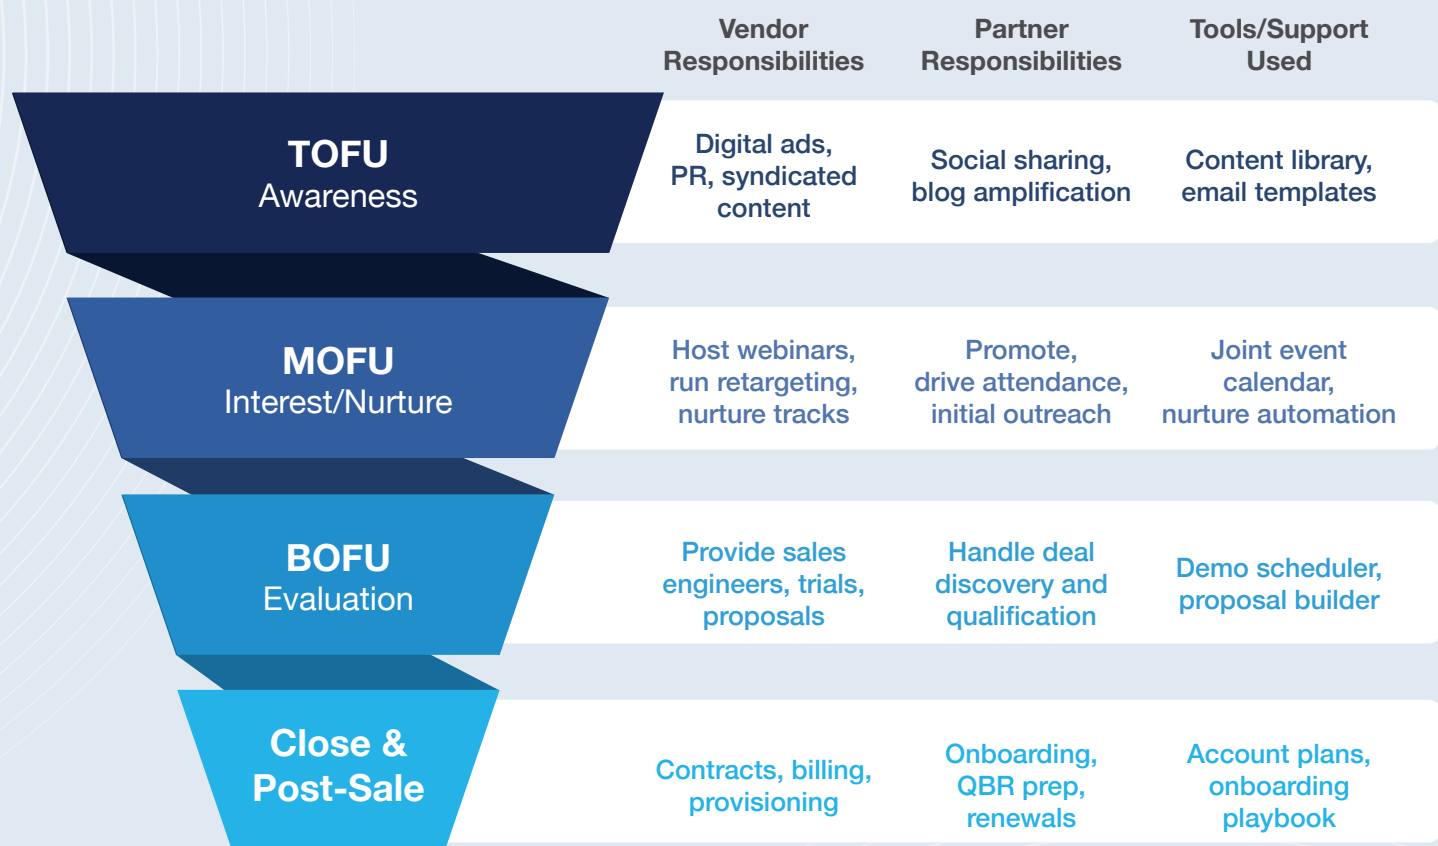 Vendor
Responsibilities
Partner
Responsibilities
Tools/Support
Used
TOFU
Awareness
Digital ads,
PR, syndicated
content
Social sharing,
blog amplification
Content library,
email templates
MOFU
Interest/Nurture
Host webinars,
run retargeting,
nurture tracks
Promote,
drive attendance,
initial outreach
Joint event
calendar,
nurture automation
BOFU
Evaluation
Provide sales
engineers, trials,
proposals
Handle deal
discovery and
qualification
Demo scheduler,
proposal builder
Close &
Post-Sale
Contracts, billing,
provisioning
Onboarding,
QBR prep,
renewals
Account plans,
onboarding
playbook